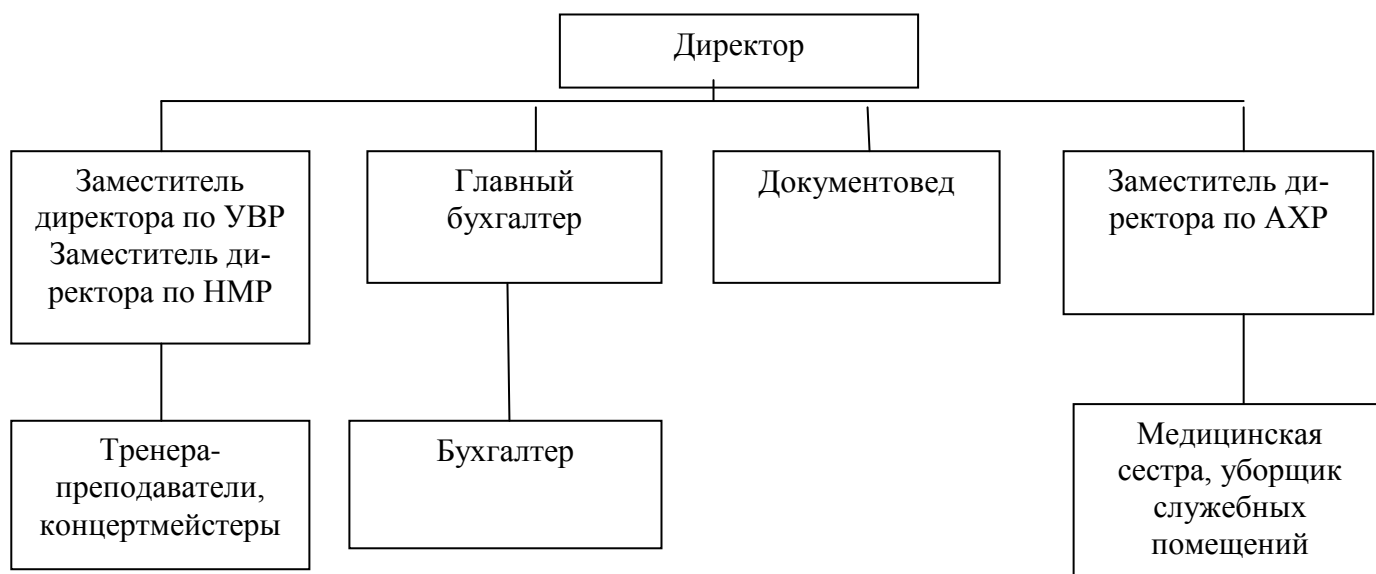 Директор
Заместитель
директора по УВР
Заместитель ди-
ректора по НМР
Главный
бухгалтер
Документовед
Заместитель ди-
ректора по АХР
Тренера-
преподаватели,
концертмейстеры
Бухгалтер
Медицинская
сестра, уборщик
служебных
помещений